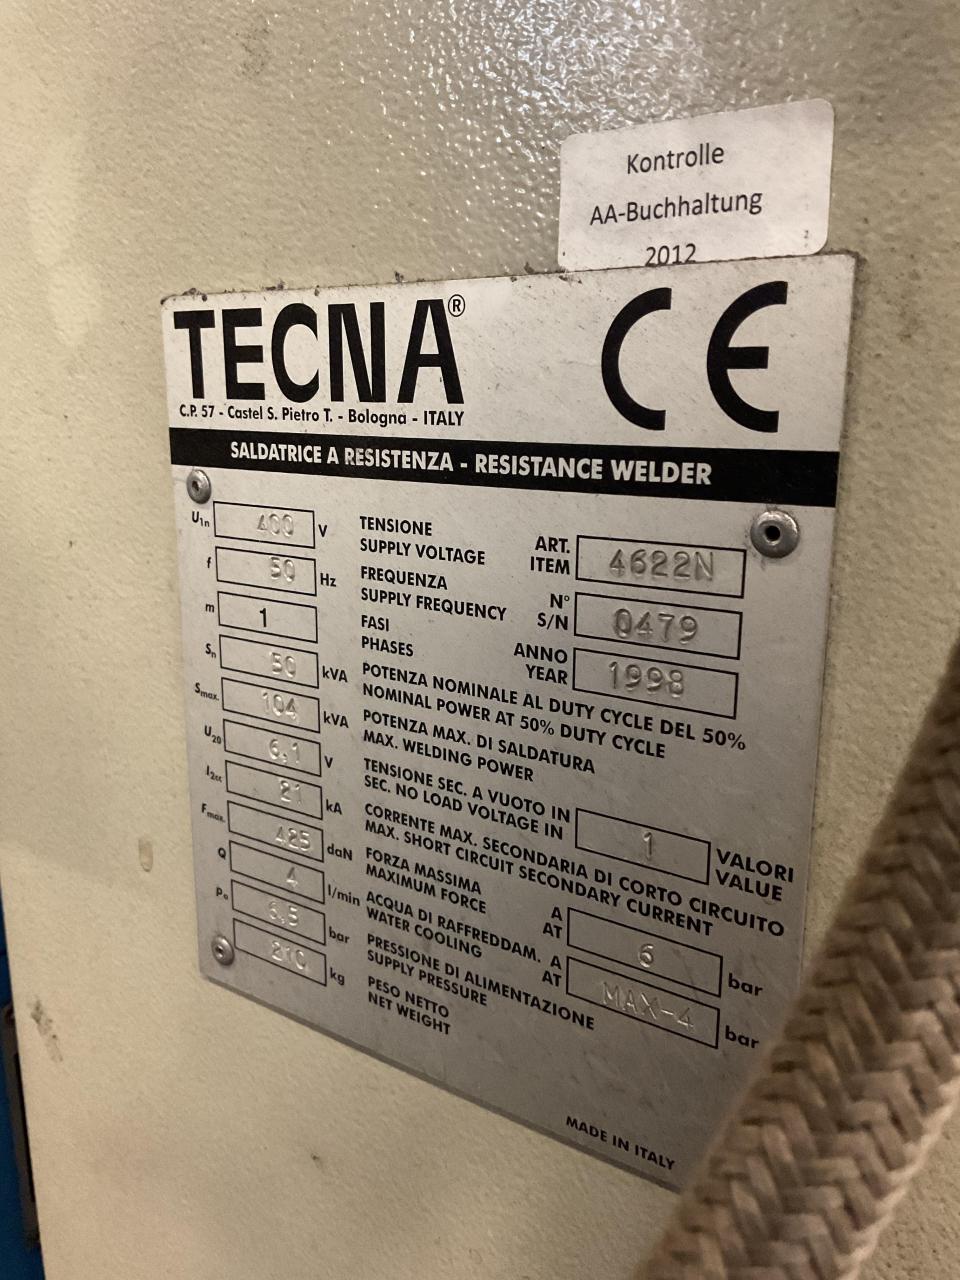 Kontrolle
AA-Buchhaltung
2012
TECNA® CE
C.P. 57 - Castel S. Pietro T. - Bologna - ITALY
SALDATRICE A RESISTENZA - RESISTANCE WELDER
U1n 400 V TENSIONE
SUPPLY VOLTAGE
ART.
ITEM 4622N
f 50 Hz FREQUENZA
SUPPLY FREQUENCY
N°
S/N 0479
m 1 FASI
PHASES
ANNO
YEAR 1998
Sn 50 kVA POTENZA NOMINALE AL DUTY CYCLE DEL 50%
NOMINAL POWER AT 50% DUTY CYCLE
Smax. 104 kVA POTENZA MAX. DI SALDATURA
MAX. WELDING POWER
U20 6,1 V TENSIONE SEC. A VUOTO IN
SEC. NO LOAD VOLTAGE IN
1 VALORI
VALUE
I2cc 21 kA CORRENTE MAX. SECONDARIA DI CORTO CIRCUITO
MAX. SHORT CIRCUIT SECONDARY CURRENT
Fmax. 425 daN FORZA MASSIMA
MAXIMUM FORCE
A
AT 6 bar
Q 4 l/min ACQUA DI RAFFREDDAM.
WATER COOLING
A
AT MAX-4 bar
Po 6,5 bar PRESSIONE DI ALIMENTAZIONE
SUPPLY PRESSURE
210 kg PESO NETTO
NET WEIGHT
MADE IN ITALY